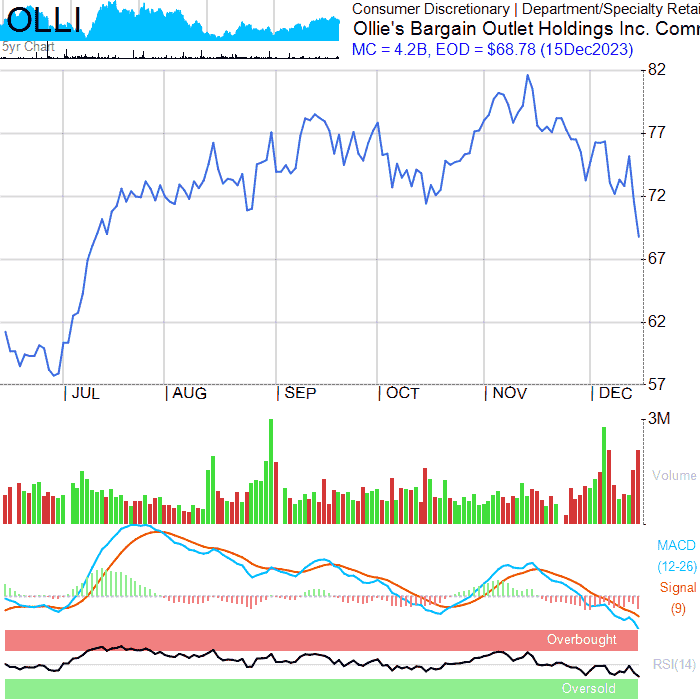 OLLI
5yr Chart
Consumer Discretionary | Department/Specialty Retai
Ollie's Bargain Outlet Holdings Inc. Comm
MC = 4.2B, EOD = $68.78 (15Dec2023)
82
77
72
67
62
57
JUL AUG SEP OCT NOV DEC
3M
Volume
MACD
(12-26)
Signal
(9)
Overbought
RSI(14)
Oversold